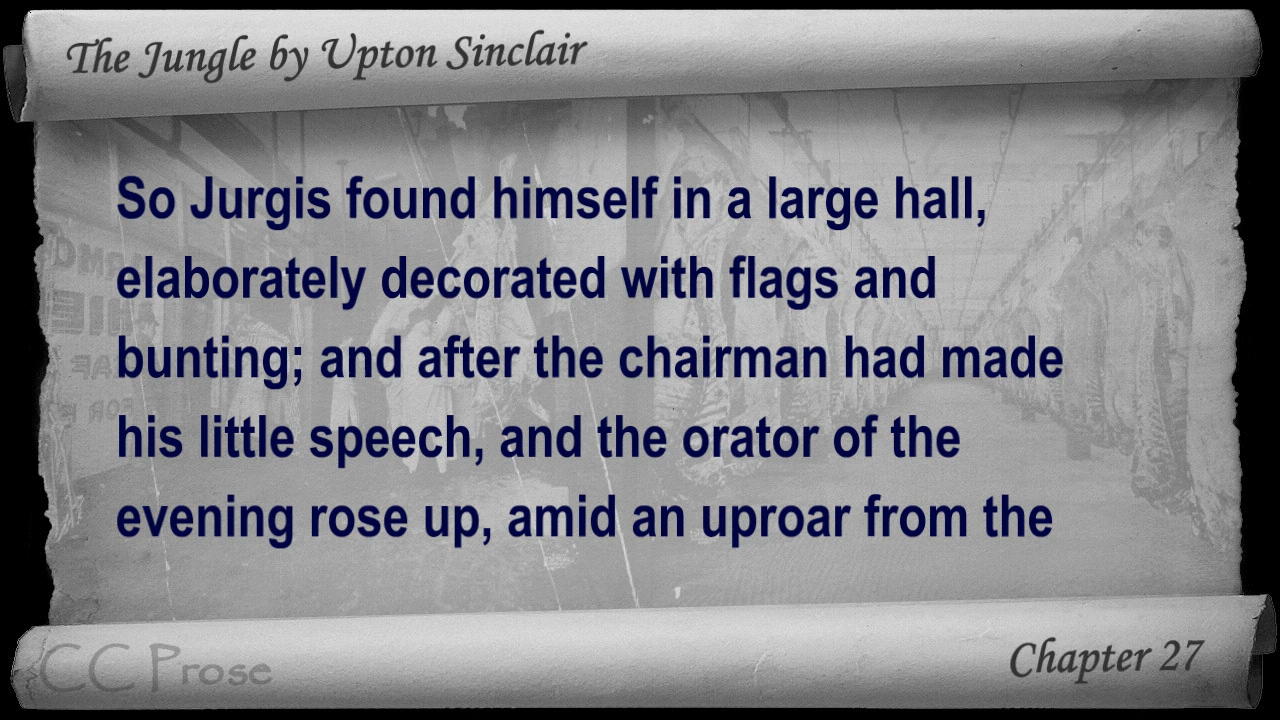 The Jungle by Upton Sinclair
So Jurgis found himself in a large hall,
elaborately decorated with flags and
bunting; and after the chairman had made
his little speech, and the orator of the
evening rose up, amid an uproar from the
CC Prose
Chapter 27